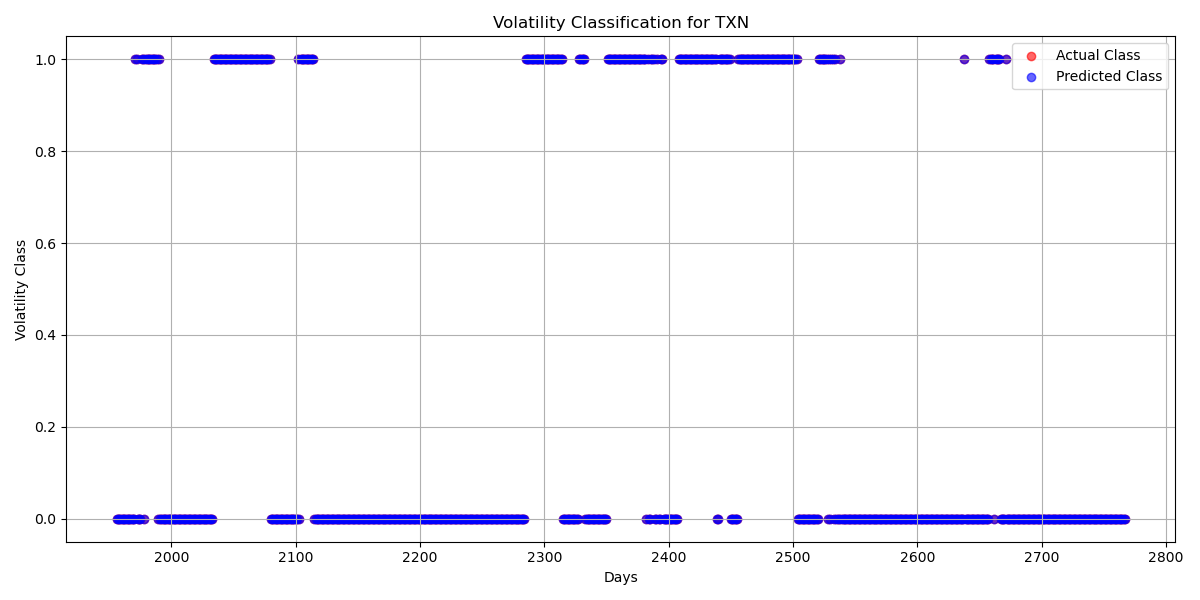 Volatility Classification for TXN
Actual Class
Predicted Class
Volatility Class
1.0
0.8
0.6
0.4
0.2
0.0
2000 2100 2200 2300 2400 2500 2600 2700 2800
Days